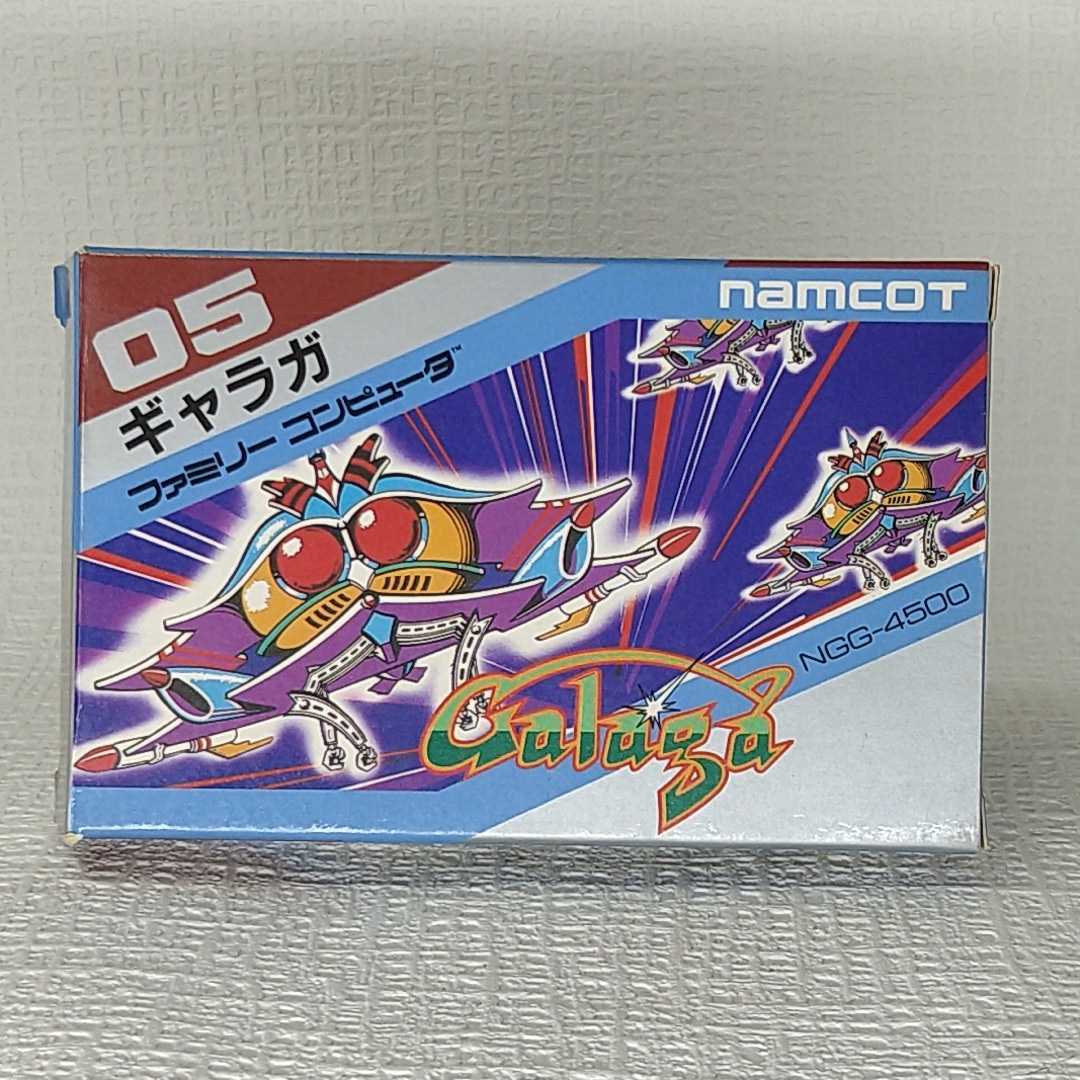 05
namcot
ギャラガ
ファミリー コンピュータ™
NGG-4500
Galaga